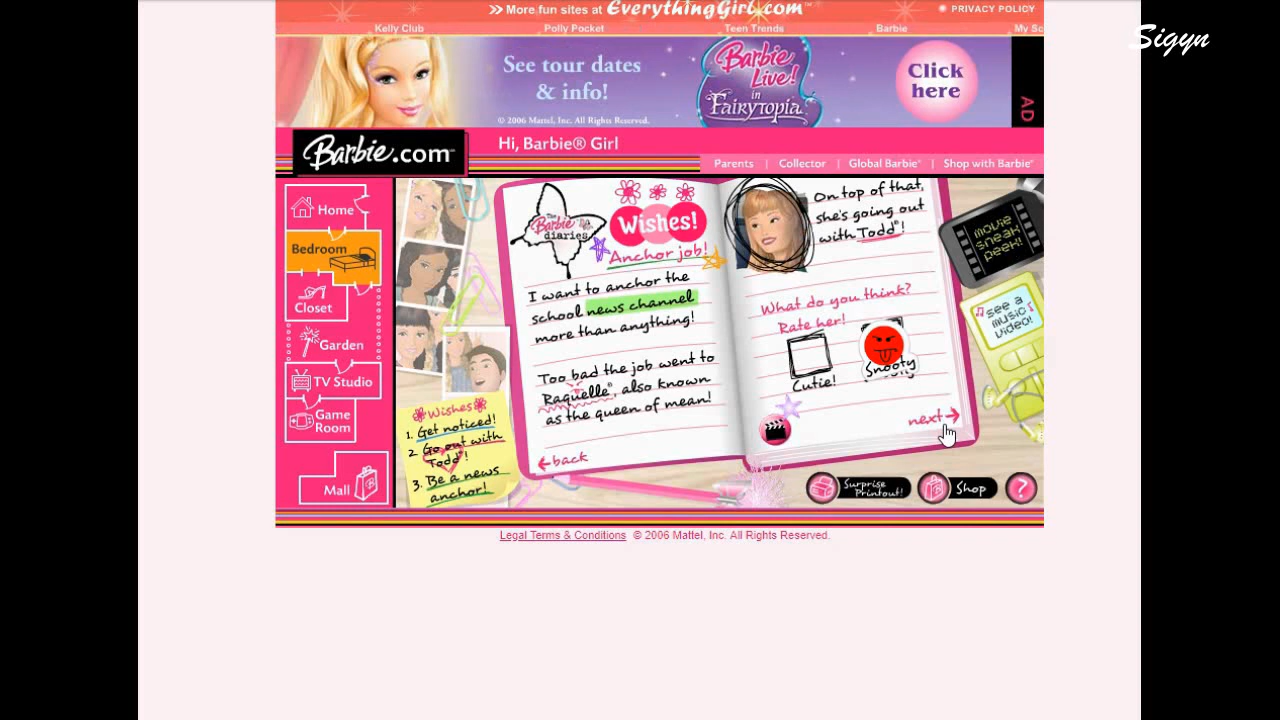 >> More fun sites at EverythingGirl.com™
PRIVACY POLICY
Kelly Club Polly Pocket Teen Trends Barbie My Sc
Sigyn
See tour dates
& info!
© 2006 Mattel, Inc. All Rights Reserved.
Barbie
Live!
in
FAIRYTOPIA
Click
here
AD
Barbie.com™
Hi, Barbie® Girl
Parents | Collector | Global Barbie® | Shop with Barbie®
Home
Bedroom
Closet
Garden
TV Studio
Game
Room
Mall
The
Barbie
diaries
Wishes!
Anchor job!
I want to anchor the
school news channel
more than anything!
Too bad the job went to
Raquelle®, also known
as the queen of mean!
←back
On top of that,
she's going out
with Todd®!
What do you think?
Rate her!
Cutie!
Snooty
next→
Wishes
1. Get noticed!
2. Go out with
Todd®!
3. Be a news
anchor!
movie
sneak
peek!
see a
music
video!
Surprise
Printout!
Shop
?
Legal Terms & Conditions © 2006 Mattel, Inc. All Rights Reserved.